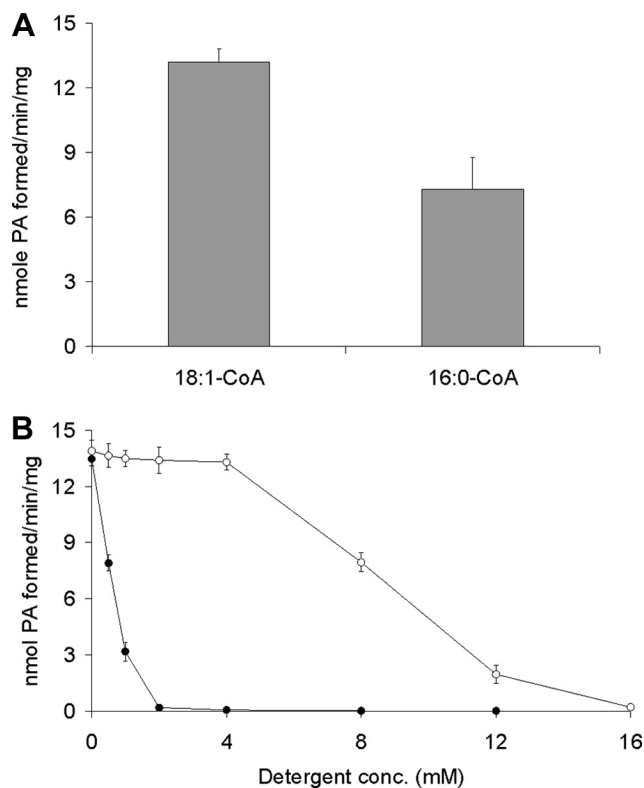 A
nmole PA formed/min/mg
15
12
9
6
3
0
18:1-CoA 16:0-CoA
B
nmol PA formed/min/mg
15
12
9
6
3
0
0 4 8 12 16
Detergent conc. (mM)